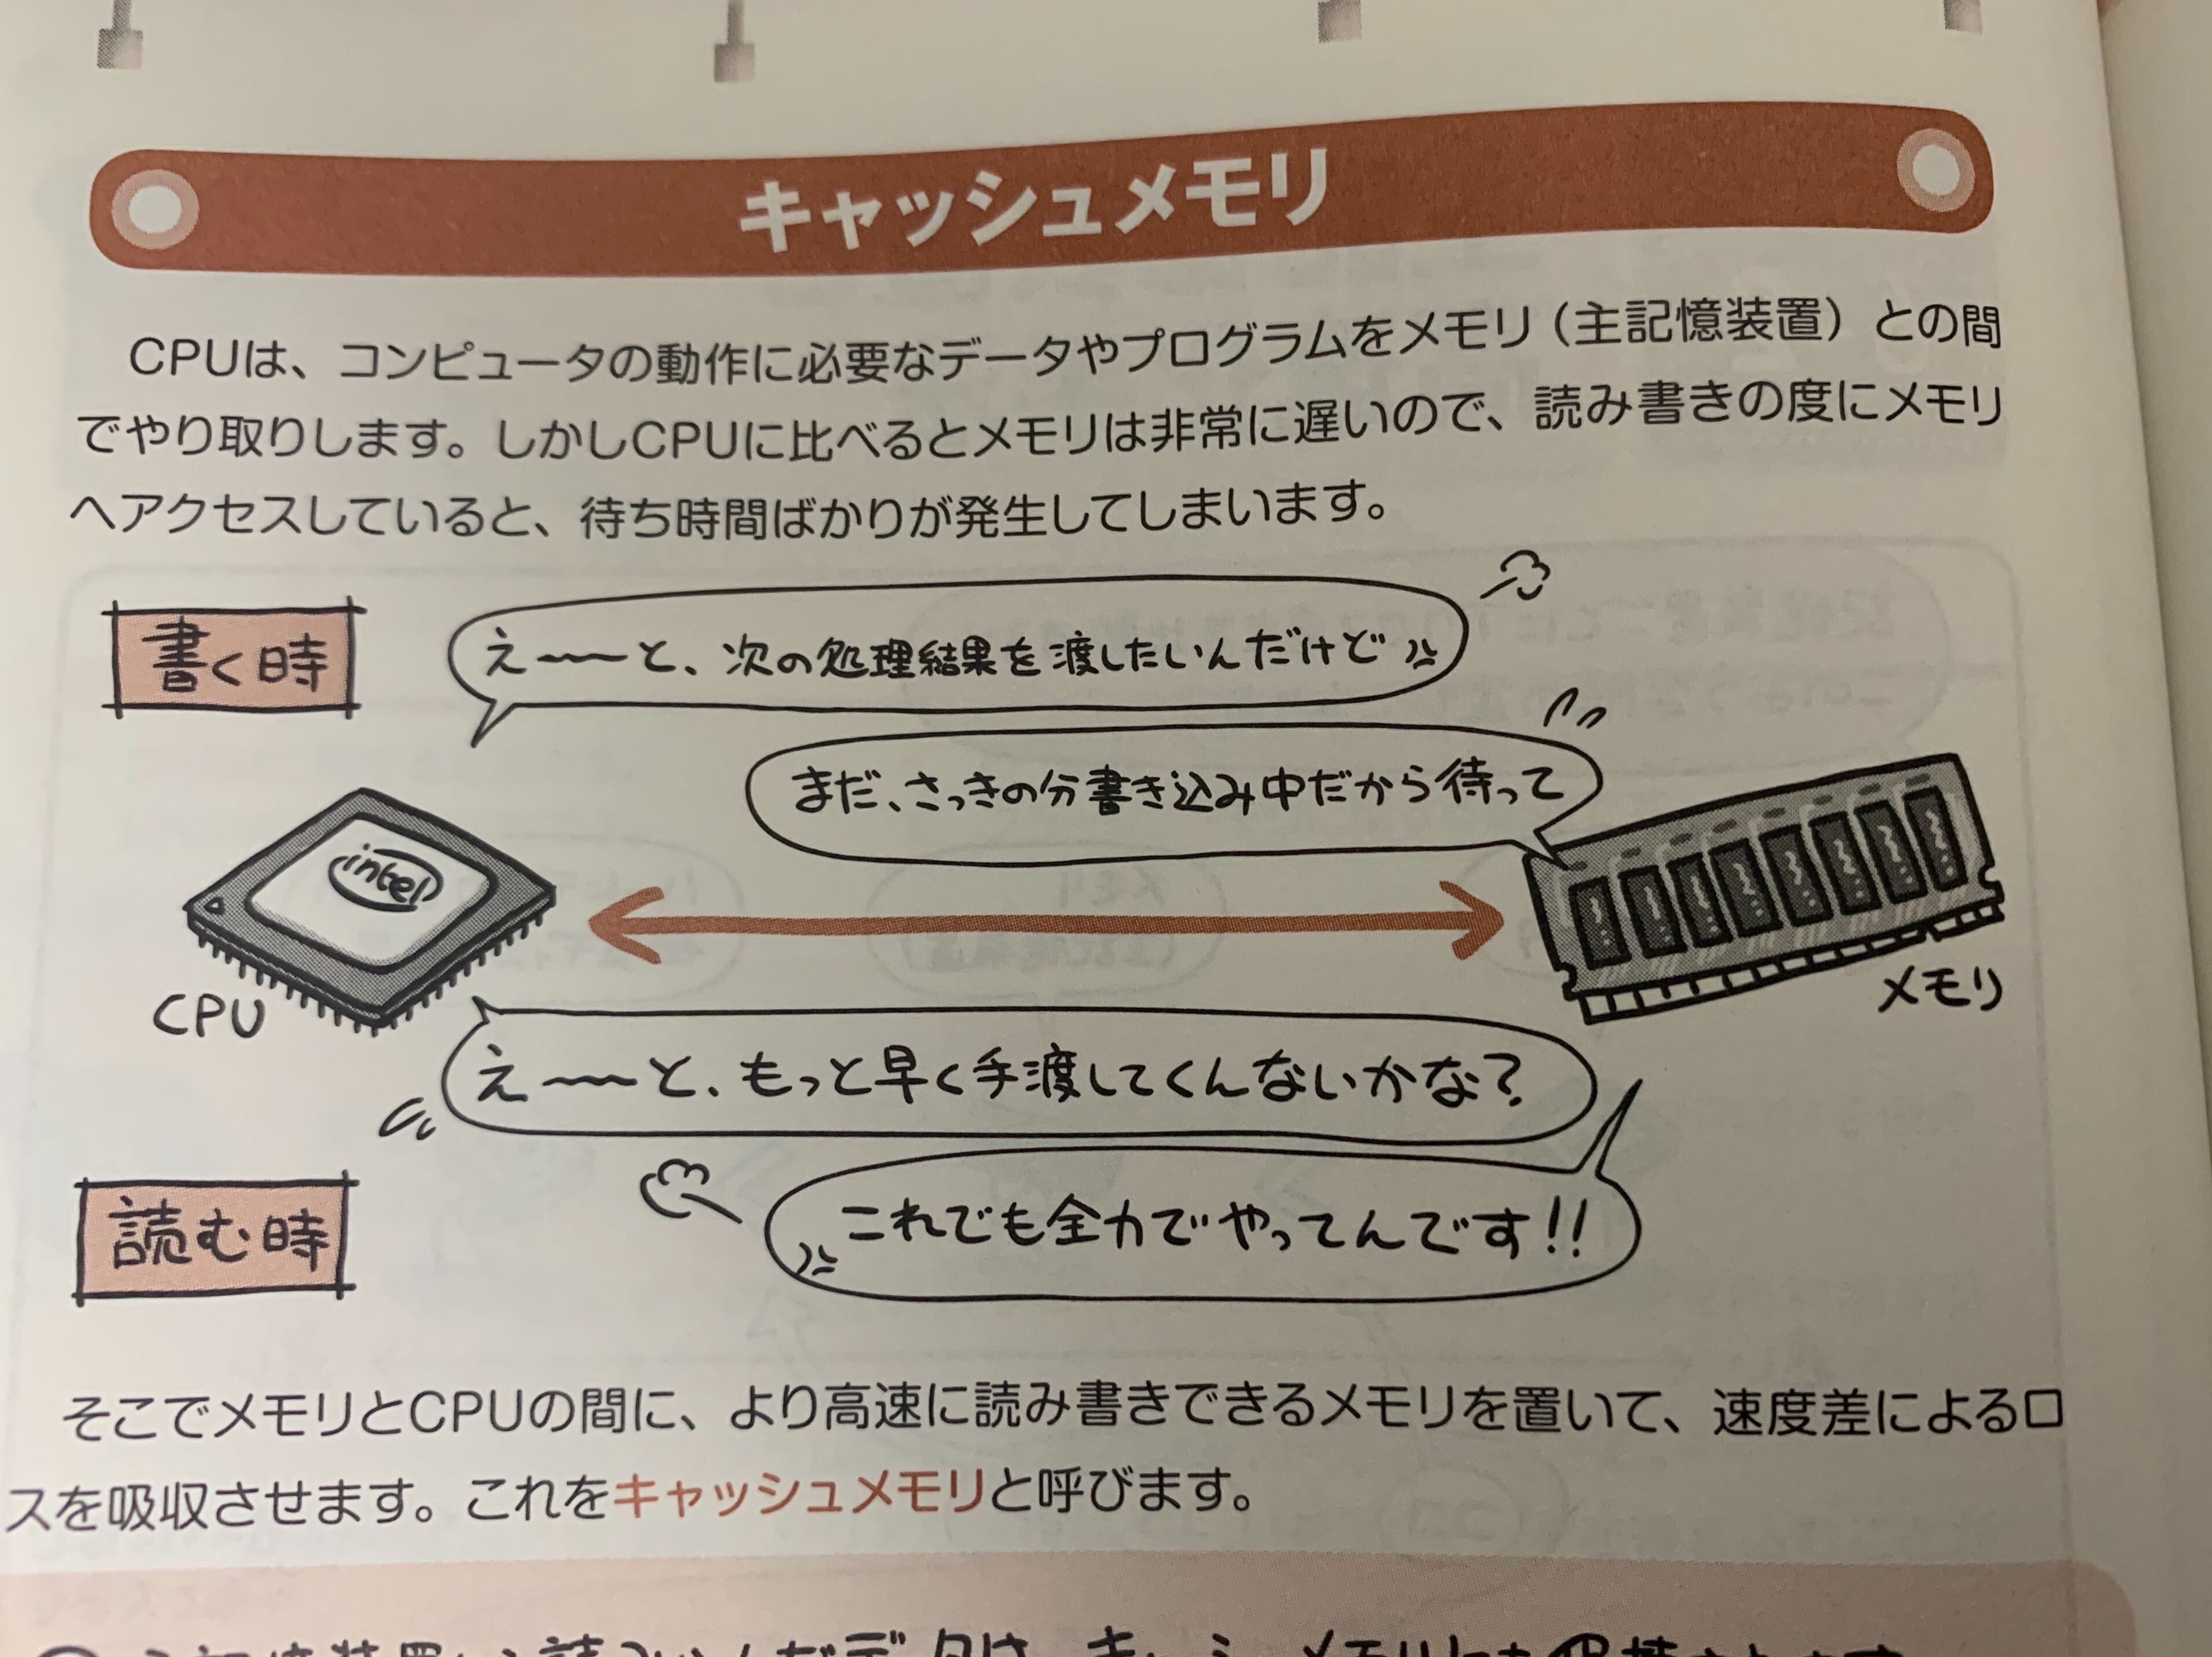 キャッシュメモリ
CPUは、コンピュータの動作に必要なデータやプログラムをメモリ（主記憶装置）との間
でやり取りします。しかしCPUに比べるとメモリは非常に遅いので、読み書きの度にメモリ
へアクセスしていると、待ち時間ばかりが発生してしまいます。
書く時
え〜〜と、次の処理結果を渡したいんだけど
まだ、さっきの分書き込み中だから待って
intel
CPU
メモリ
え〜〜と、もっと早く手渡してくんないかな?
読む時
これでも全力でやってんです!!
そこでメモリとCPUの間に、より高速に読み書きできるメモリを置いて、速度差によるロ
スを吸収させます。これをキャッシュメモリと呼びます。